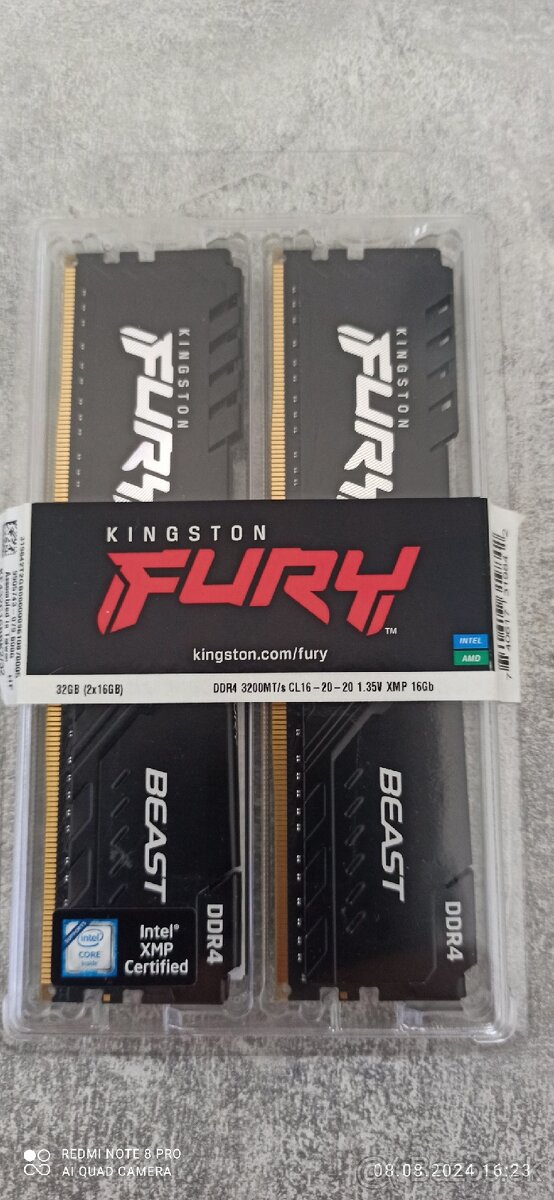 KINGSTON
FURY
KINGSTON
FURY
KINGSTON
FURY™
kingston.com/fury
INTEL
AMD
32GB (2x16GB)
DDR4 3200MT/s CL16-20-20 1.35V XMP 16Gb
BEAST
DDR4
BEAST
DDR4
intel
CORE
inside
Intel®
XMP
Certified
REDMI NOTE 8 PRO
AI QUAD CAMERA
08.08.2024 16:23